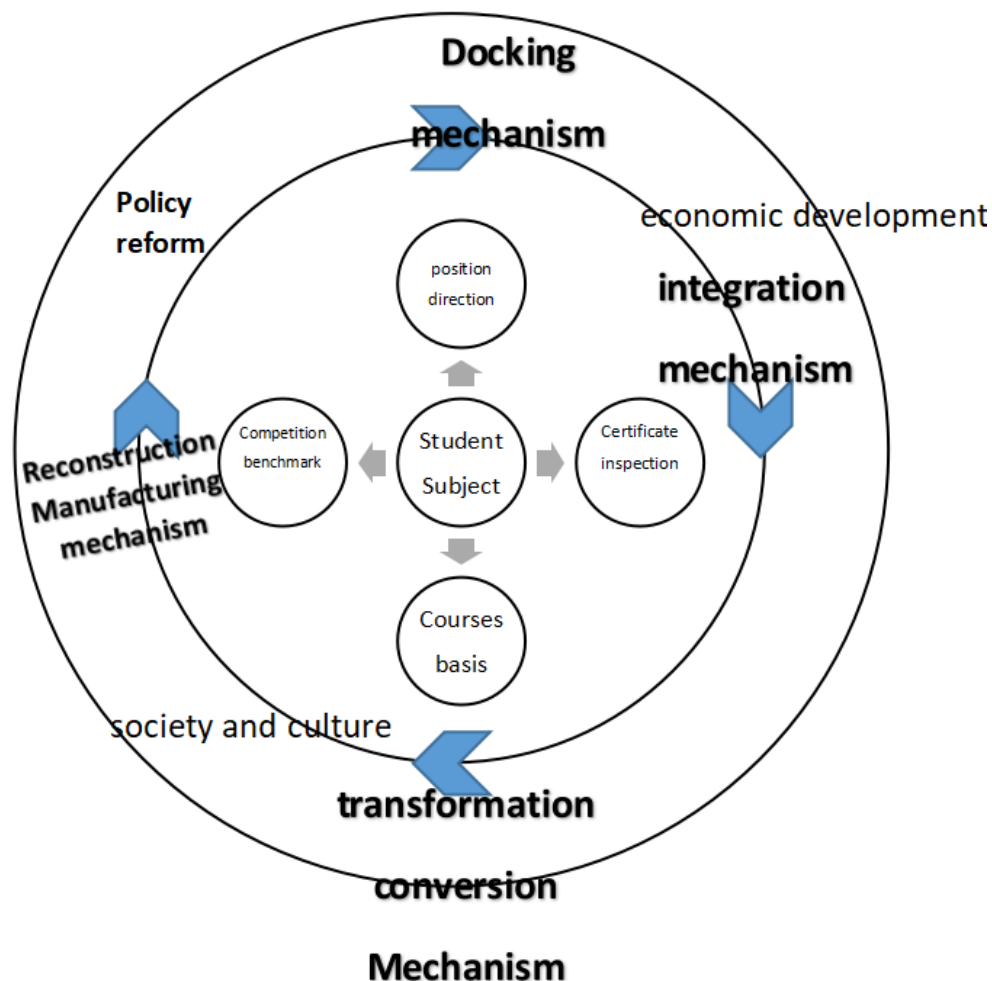 Docking
mechanism
Policy
reform
economic development
integration
mechanism
position
direction
Competition
benchmark
Student
Subject
Certificate
inspection
Reconstruction
Manufacturing
mechanism
Courses
basis
society and culture
transformation
conversion
Mechanism